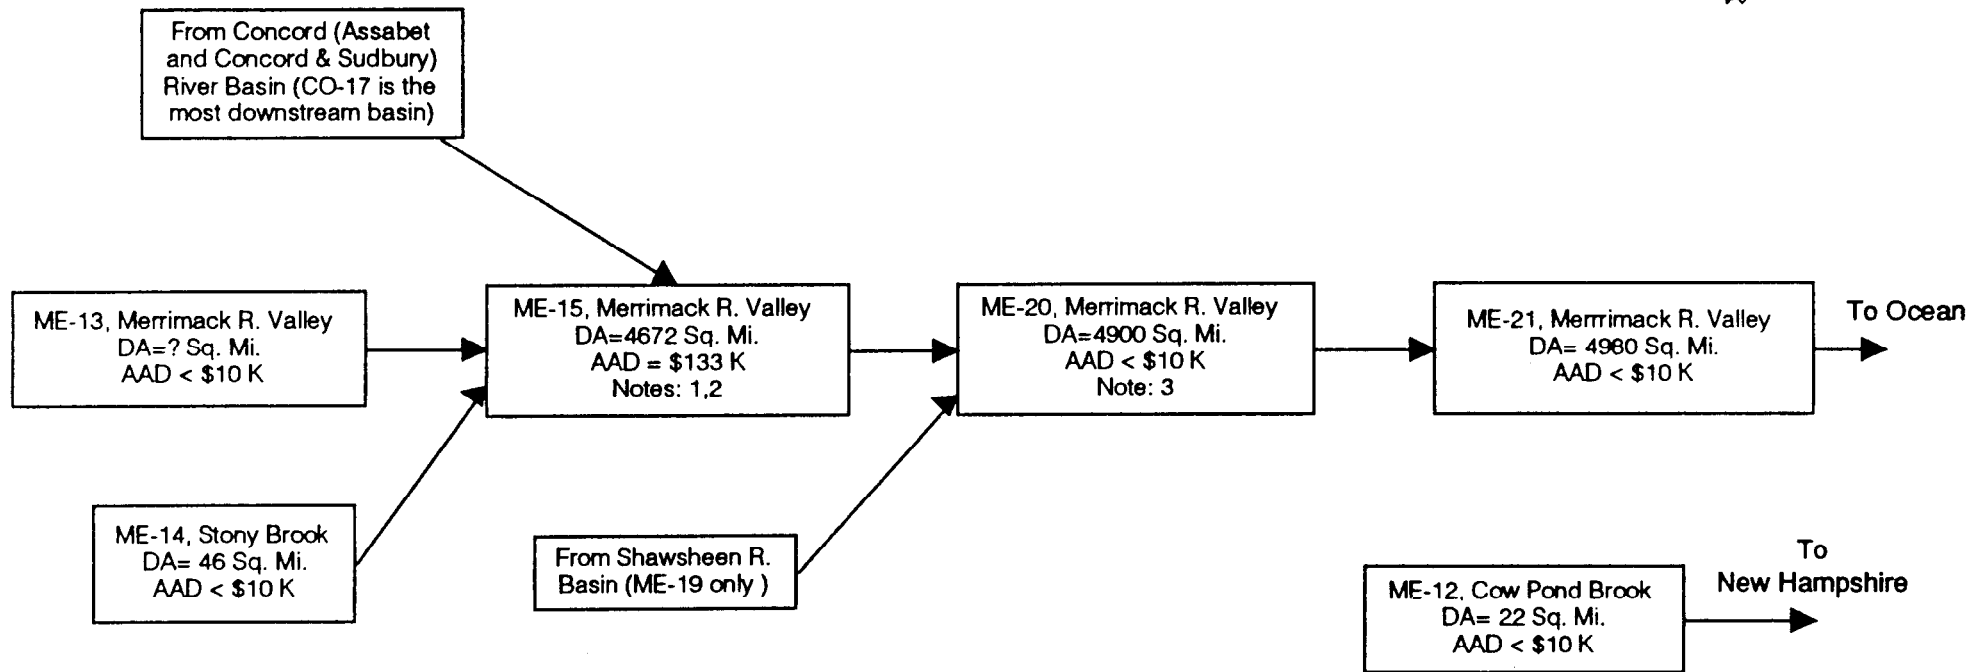 From Concord (Assabet
and Concord & Sudbury)
River Basin (CO-17 is the
most downstream basin)
ME-13, Merrimack R. Valley
DA=? Sq. Mi.
AAD < $10 K
ME-15, Merrimack R. Valley
DA=4672 Sq. Mi.
AAD = $133 K
Notes: 1,2
ME-20, Merrimack R. Valley
DA=4900 Sq. Mi.
AAD < $10 K
Note: 3
ME-21, Merrrimack R. Valley
DA= 4980 Sq. Mi.
AAD < $10 K
To Ocean
ME-14, Stony Brook
DA= 46 Sq. Mi.
AAD < $10 K
From Shawsheen R.
Basin (ME-19 only )
ME-12, Cow Pond Brook
DA= 22 Sq. Mi.
AAD < $10 K
To
New Hampshire